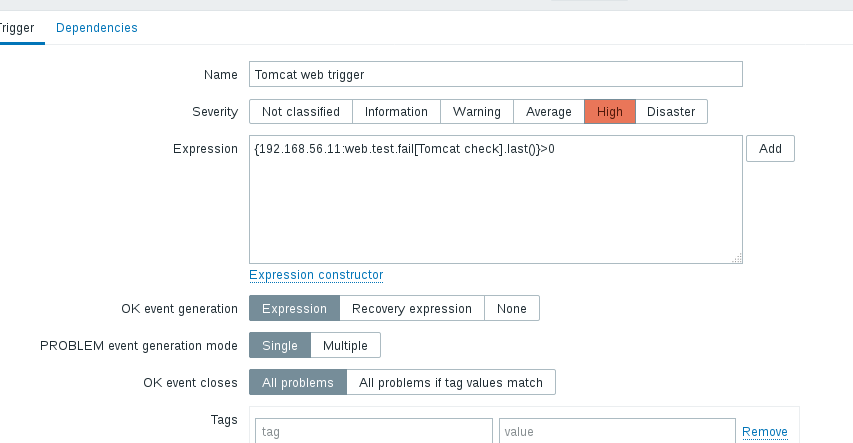 Trigger Dependencies
Name Tomcat web trigger
Severity Not classified Information Warning Average High Disaster
Expression {192.168.56.11:web.test.fail[Tomcat check].last()}>0 Add
Expression constructor
OK event generation Expression Recovery expression None
PROBLEM event generation mode Single Multiple
OK event closes All problems All problems if tag values match
Tags tag value Remove